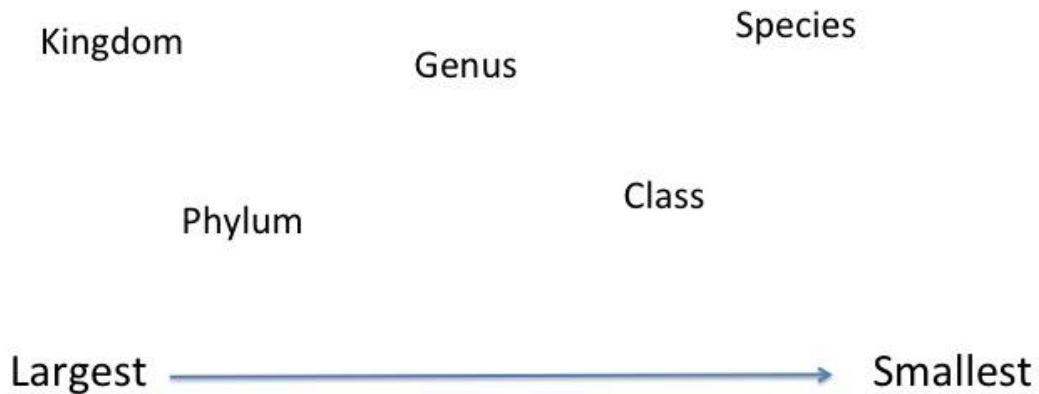 Kingdom
Genus
Species
Phylum
Class
Largest
Smallest